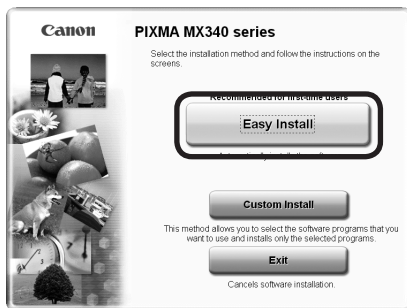 Canon
PIXMA MX340 series
Select the installation method and follow the instructions on the
screens.
Recommended for first-time users
Easy Install
Custom Install
This method allows you to select the software programs that you
want to use and installs only the selected programs.
Exit
Cancels software installation.